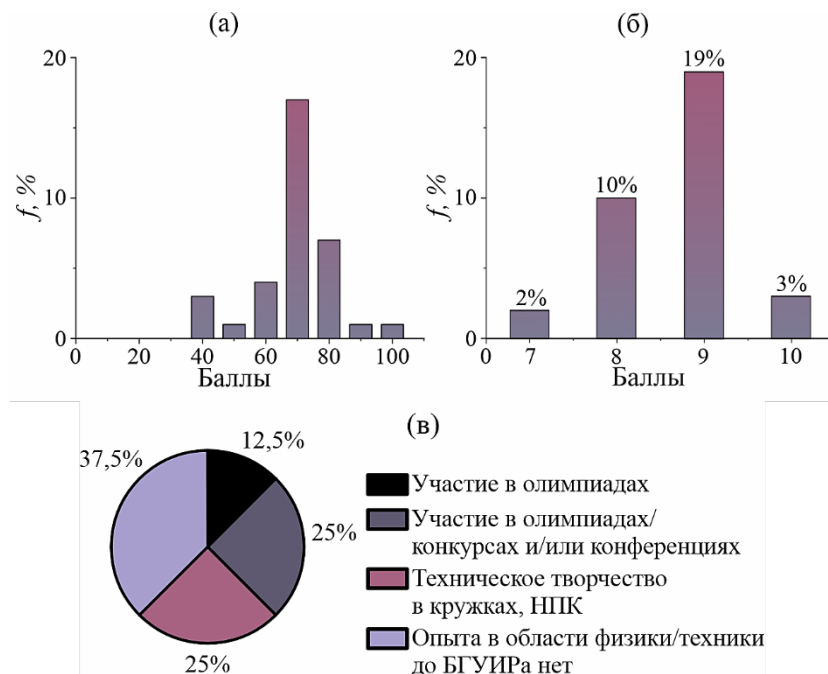 (а)
20
10
0
f, %
0 20 40 60 80 100
Баллы
(б)
20
10
0
f, %
2%
10%
19%
3%
0 7 8 9 10
Баллы
(в)
12,5%
37,5%
25%
25%
Участие в олимпиадах
Участие в олимпиадах/
конкурсах и/или конференциях
Техническое творчество
в кружках, НПК
Опыта в области физики/техники
до БГУИРа нет